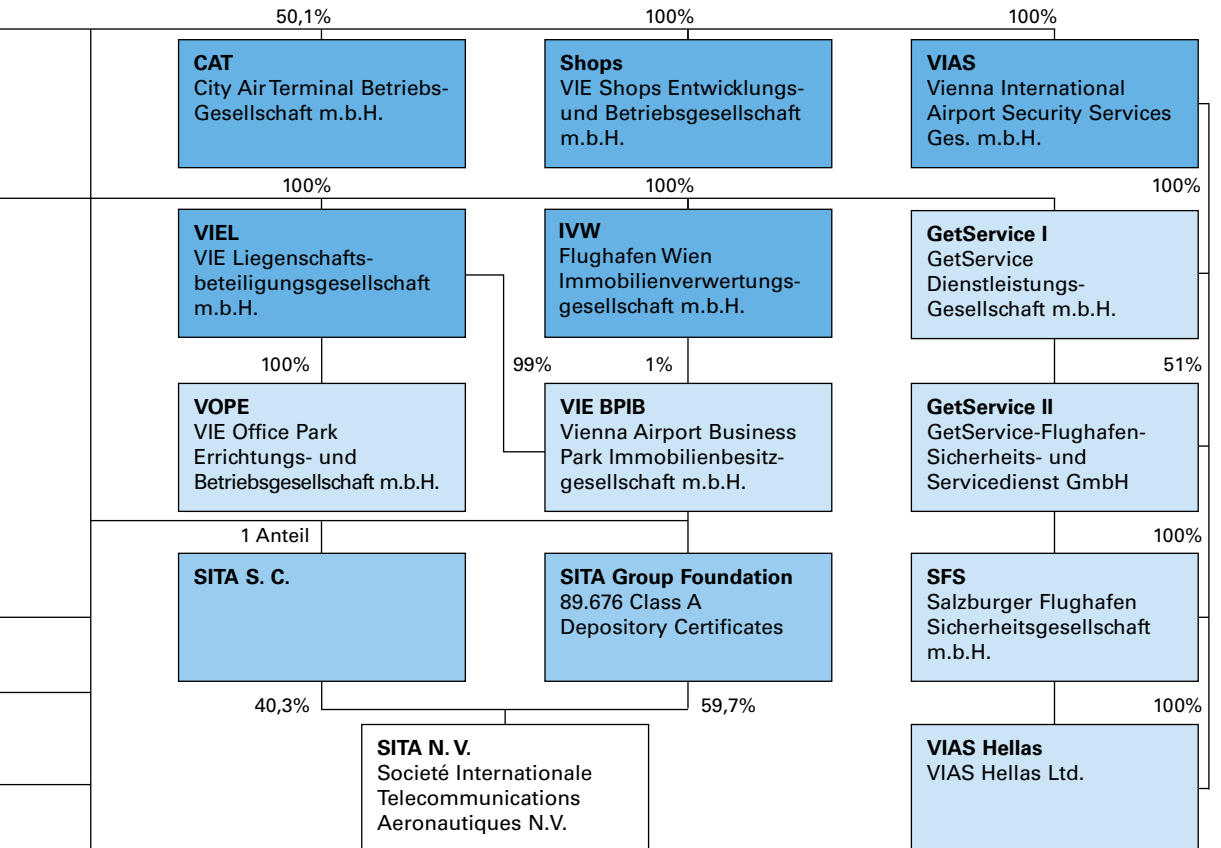 50,1%
100%
100%
CAT
City Air Terminal Betriebs-
Gesellschaft m.b.H.
Shops
VIE Shops Entwicklungs-
und Betriebsgesellschaft
m.b.H.
VIAS
Vienna International
Airport Security Services
Ges. m.b.H.
100%
100%
100%
VIEL
VIE Liegenschafts-
beteiligungsgesellschaft
m.b.H.
IVW
Flughafen Wien
Immobilienverwertungs-
gesellschaft m.b.H.
GetService I
GetService
Dienstleistungs-
Gesellschaft m.b.H.
100%
99%
1%
51%
VOPE
VIE Office Park
Errichtungs- und
Betriebsgesellschaft m.b.H.
VIE BPIB
Vienna Airport Business
Park Immobilienbesitz-
gesellschaft m.b.H.
GetService II
GetService-Flughafen-
Sicherheits- und
Servicedienst GmbH
1 Anteil
100%
SITA S. C.
SITA Group Foundation
89.676 Class A
Depository Certificates
SFS
Salzburger Flughafen
Sicherheitsgesellschaft
m.b.H.
40,3%
59,7%
100%
SITA N. V.
Societé Internationale
Telecommunications
Aeronautiques N.V.
VIAS Hellas
VIAS Hellas Ltd.